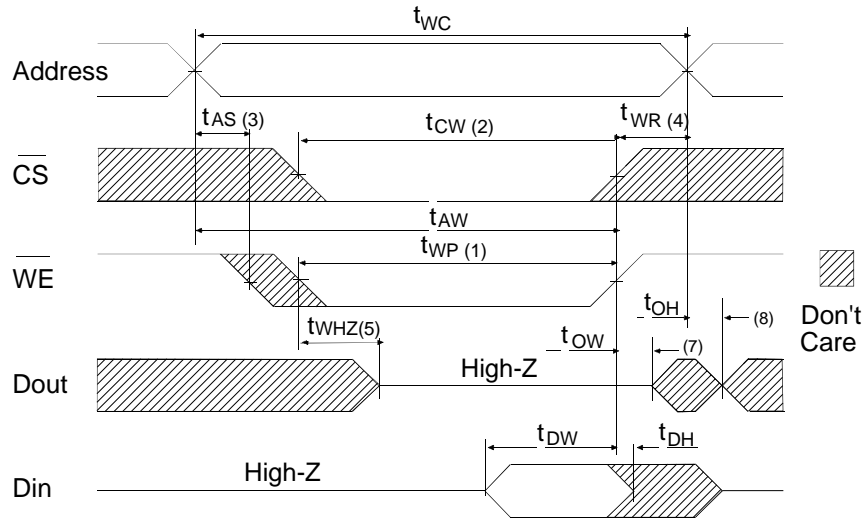 tWC
Address
tAS (3)
tCW (2)
tWR (4)
CS
tAW
WE
tWP (1)
tWHZ(5)
tOW
tOH
(7)
(8)
Don't
Care
Dout
High-Z
tDW
tDH
Din
High-Z